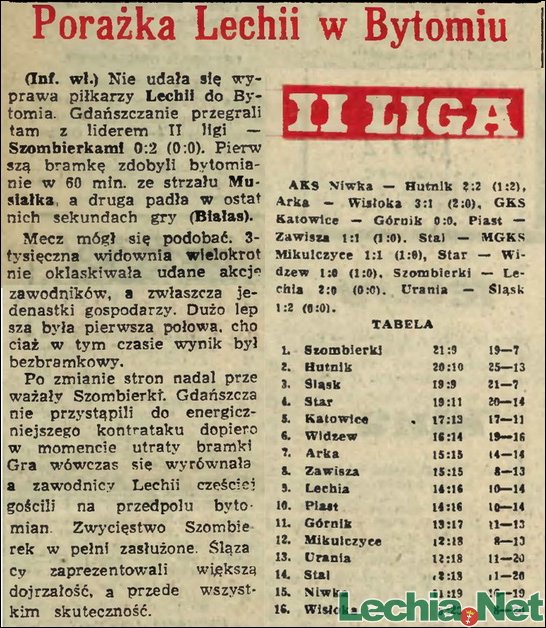 Porażka Lechii w Bytomiu
(Inf. wł.) Nie udała się wy-
prawa piłkarzy Lechii do By-
tomia. Gdańszczanie przegrali
tam z liderem II ligi —
Szombierkami 0:2 (0:0). Pierw
szą bramkę zdobyli bytomia-
nie w 60 min. ze strzału Mu-
siałka, a druga padła w ostat
nich sekundach gry (Białas).
Mecz mógł się podobać. 3-
tysięczna widownia wielokrot
nie oklaskiwała udane akcje
zawodników, a zwłaszcza je-
denastki gospodarzy. Dużo lep
sza była pierwsza połowa, cho
ciaż w tym czasie wynik był
bezbramkowy.
Po zmianie stron nadal prze
ważały Szombierki. Gdańszcza
nie przystąpili do energicz-
niejszego kontrataku dopiero
w momencie utraty bramki
Gra wówczas się wyrównała
a zawodnicy Lechii częściej
gościli na przedpolu byto-
mian. Zwycięstwo Szombie
rek w pełni zasłużone. Śląza
cy zaprezentowali większą
dojrzałość, a przede wszyst-
kim skuteczność.
II LIGA
AKS Niwka — Hutnik 2:2 (1:2),
Arka — Wisłoka 3:1 (2:0), GKS
Katowice — Górnik 0:0, Piast —
Zawisza 1:1 (1:0), Stal — MGKS
Mikulczyce 1:1 (1:0), Star — Wi-
dzew 1:0 (1:0), Szombierki — Le-
chia 2:0 (0:0), Urania — Śląsk
1:2 (0:0).
TABELA
1. Szombierki 21:9 19—7
2. Hutnik 20:10 25—13
3. Śląsk 19:9 21—7
4. Star 19:11 20—14
5. Katowice 17:13 17—11
6. Widzew 16:14 19—16
7. Arka 15:15 14—14
8. Zawisza 15:15 8—13
9. Lechia 14:16 10—14
10. Piast 14:16 10—14
11. Górnik 13:17 11—13
12. Mikulczyce 12:18 8—13
13. Urania 12:18 11—20
14. Stal 12:18 11—20
15. Niwka 11:19 16—19
16. Wisłoka
Lechia.Net